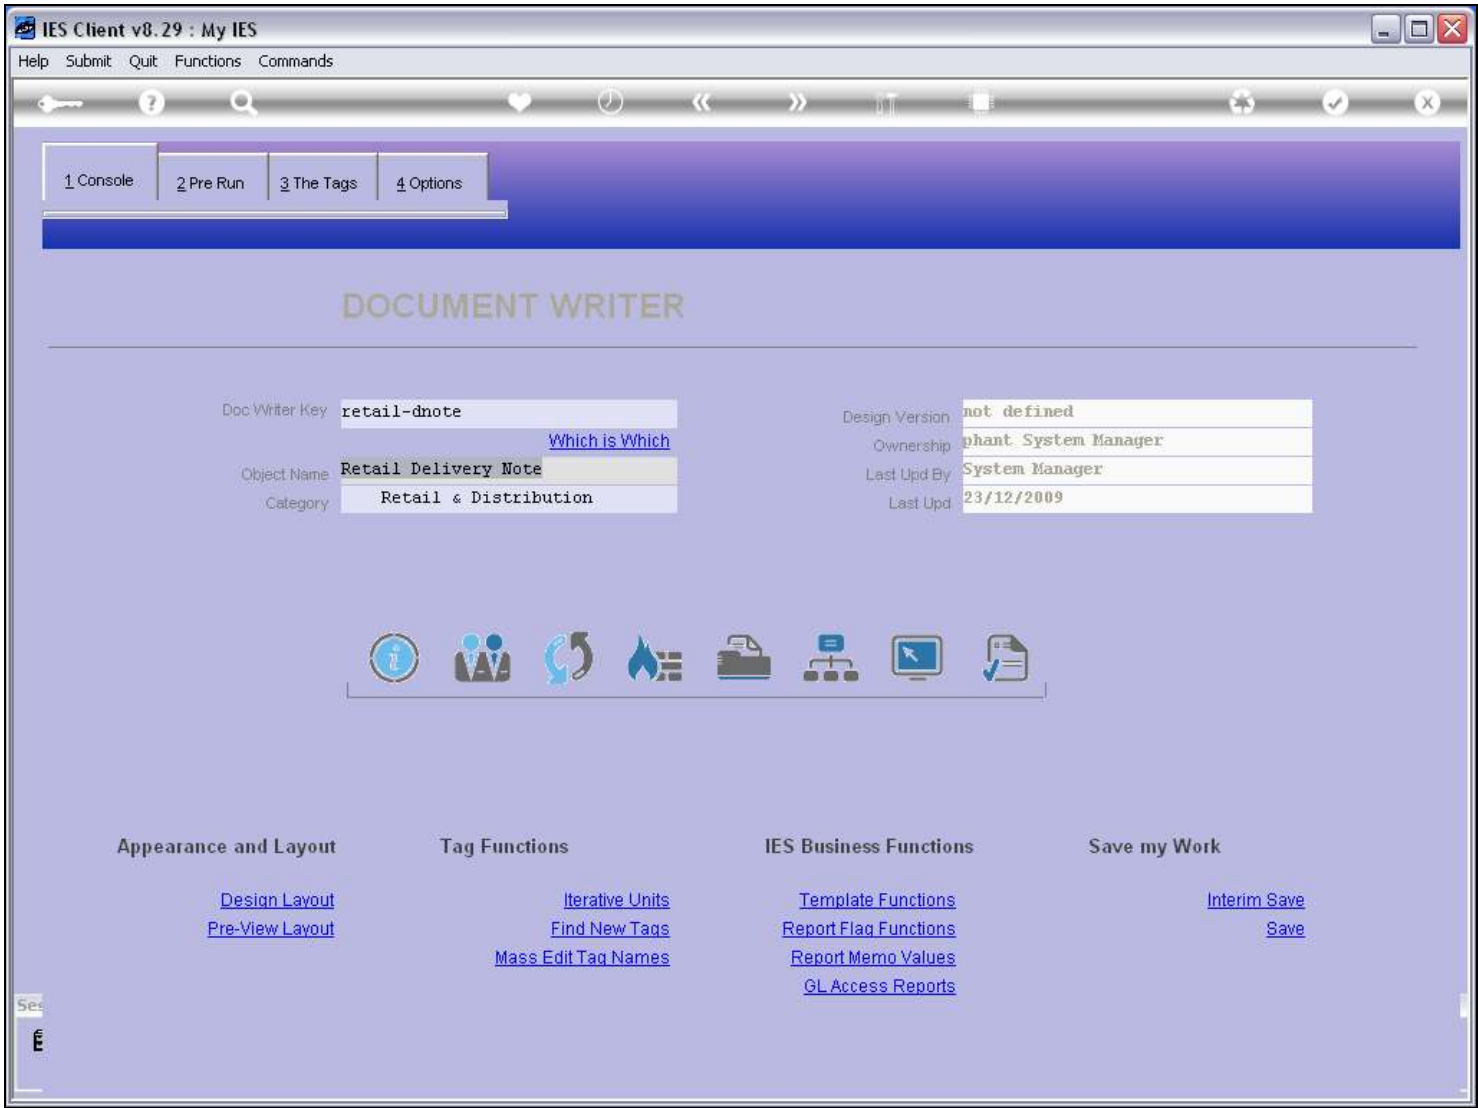 IES Client v8.29 : My IES
Help Submit Quit Functions Commands
1 Console
2 Pre Run
3 The Tags
4 Options
DOCUMENT WRITER
Doc Writer Key retail-dnote
Which is Which
Object Name Retail Delivery Note
Category Retail & Distribution
Design Version not defined
Ownership phant System Manager
Last Upd By System Manager
Last Upd 23/12/2009
Appearance and Layout
Design Layout
Pre-View Layout
Tag Functions
Iterative Units
Find New Tags
Mass Edit Tag Names
IES Business Functions
Template Functions
Report Flag Functions
Report Memo Values
GL Access Reports
Save my Work
Interim Save
Save